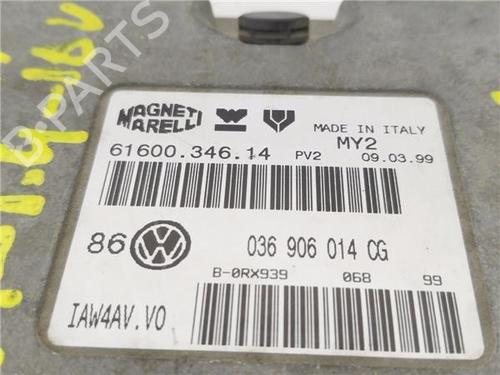 MAGNETI MARELLI
MADE IN ITALY
61600.346.14 PV2 MY2 09.03.99
86 VW 036 906 014 CG
B-0RX939 068 99
IAW4AV.V0
B-Parts